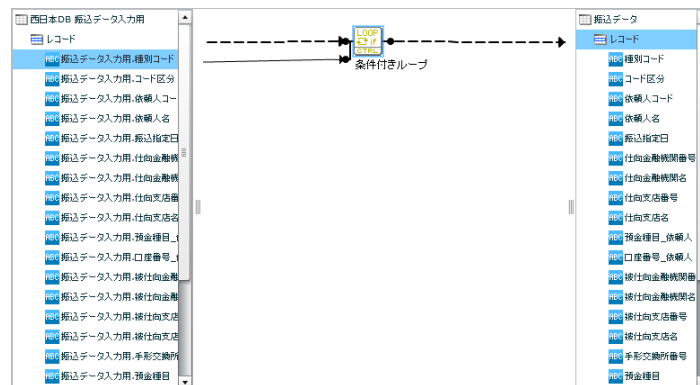 西日本DB 振込データ入力用
レコード
振込データ入力用.種別コード
振込データ入力用.コード区分
振込データ入力用.依頼人コー
振込データ入力用.依頼人名
振込データ入力用.振込指定日
振込データ入力用.仕向金融機
振込データ入力用.仕向金融機
振込データ入力用.仕向支店番
振込データ入力用.仕向支店名
振込データ入力用.預金種目_
振込データ入力用.口座番号_
振込データ入力用.被仕向金融
振込データ入力用.被仕向金融
振込データ入力用.被仕向支店
振込データ入力用.被仕向支店
振込データ入力用.手形交換所
振込データ入力用.預金種目
LOOP
if
CTRL
条件付きループ
振込データ
レコード
ABC 種別コード
ABC コード区分
ABC 依頼人コード
ABC 依頼人名
ABC 振込指定日
ABC 仕向金融機関番号
ABC 仕向金融機関名
ABC 仕向支店番号
ABC 仕向支店名
ABC 預金種目_依頼人
ABC 口座番号_依頼人
ABC 被仕向金融機関番
ABC 被仕向金融機関名
ABC 被仕向支店番号
ABC 被仕向支店名
ABC 手形交換所番号
ABC 預金種目